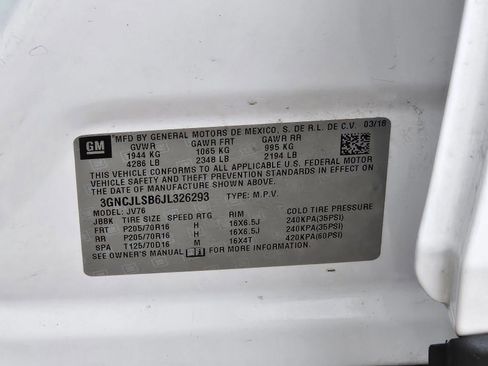 GM
MFD BY GENERAL MOTORS DE MEXICO, S. DE R.L. DE C.V. 03/18
GVWR GAWR FRT GAWR RR
1944 KG 1065 KG 995 KG
4286 LB 2348 LB 2194 LB
THIS VEHICLE CONFORMS TO ALL APPLICABLE U.S. FEDERAL MOTOR
VEHICLE SAFETY AND THEFT PREVENTION STANDARDS IN EFFECT ON THE
DATE OF MANUFACTURE SHOWN ABOVE.
3GNCJLSB6JL326293 TYPE: M.P.V.
MODEL: JV76
JBBK TIRE SIZE SPEED RTG RIM COLD TIRE PRESSURE
FRT P205/70R16 H 16X6.5J 240KPA(35PSI)
RR P205/70R16 H 16X6.5J 240KPA(35PSI)
SPA T125/70D16 M 16X4T 420KPA(60PSI)
SEE OWNER'S MANUAL